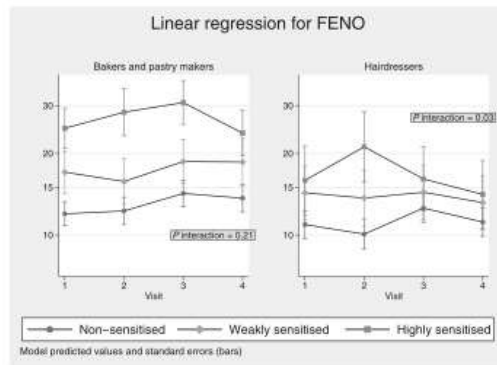 Linear regression for FENO
Bakers and pastry makers
30
20
15
10
P interaction = 0.21
1 2 3 4
Visit
Hairdressers
30
20
15
10
P interaction = 0.03
1 2 3 4
Visit
Non-sensitised Weakly sensitised Highly sensitised
Model predicted values and standard errors (bars)